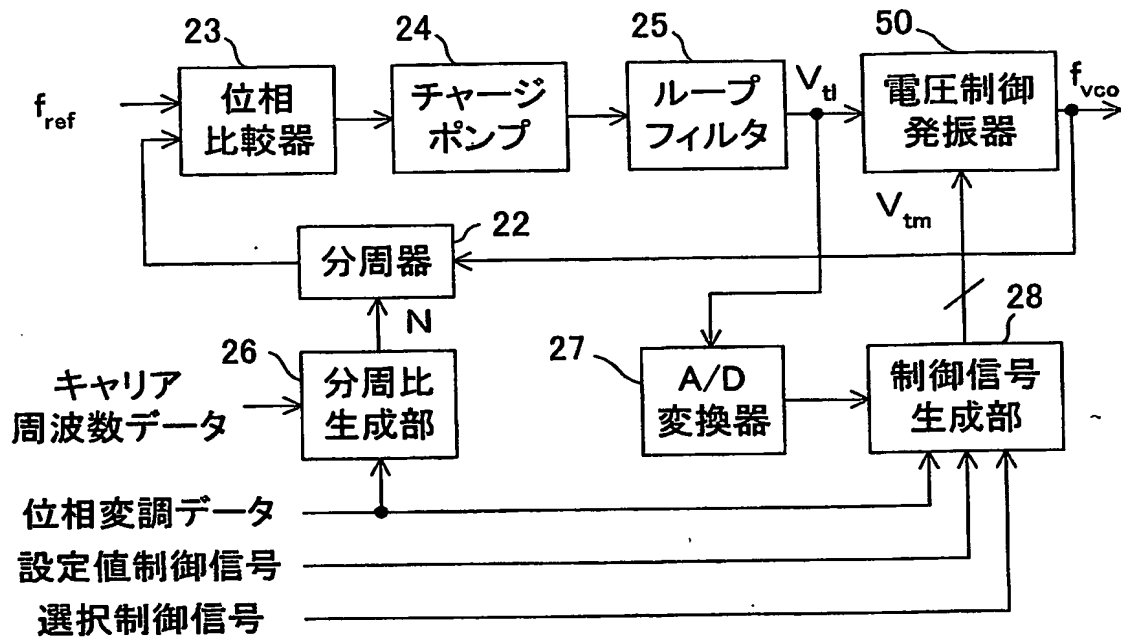 23
24
25
50
f_ref
位相
比較器
チャージ
ポンプ
ループ
フィルタ
V_tl
電圧制御
発振器
f_vco
V_tm
22
分周器
N
28
26
27
キャリア
周波数データ
分周比
生成部
A/D
変換器
制御信号
生成部
位相変調データ
設定値制御信号
選択制御信号